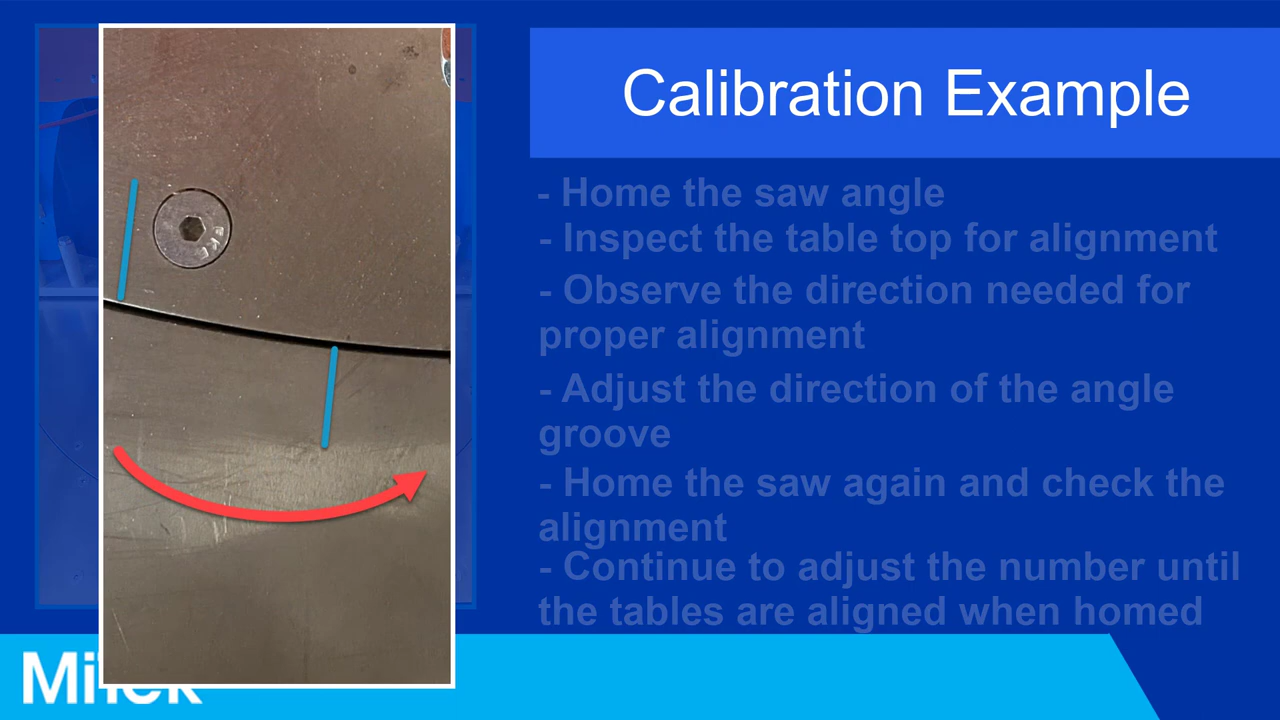 Calibration Example
- Home the saw angle
- Inspect the table top for alignment
- Observe the direction needed for
proper alignment
- Adjust the direction of the angle
groove
- Home the saw again and check the
alignment
- Continue to adjust the number until
the tables are aligned when homed
MiTek